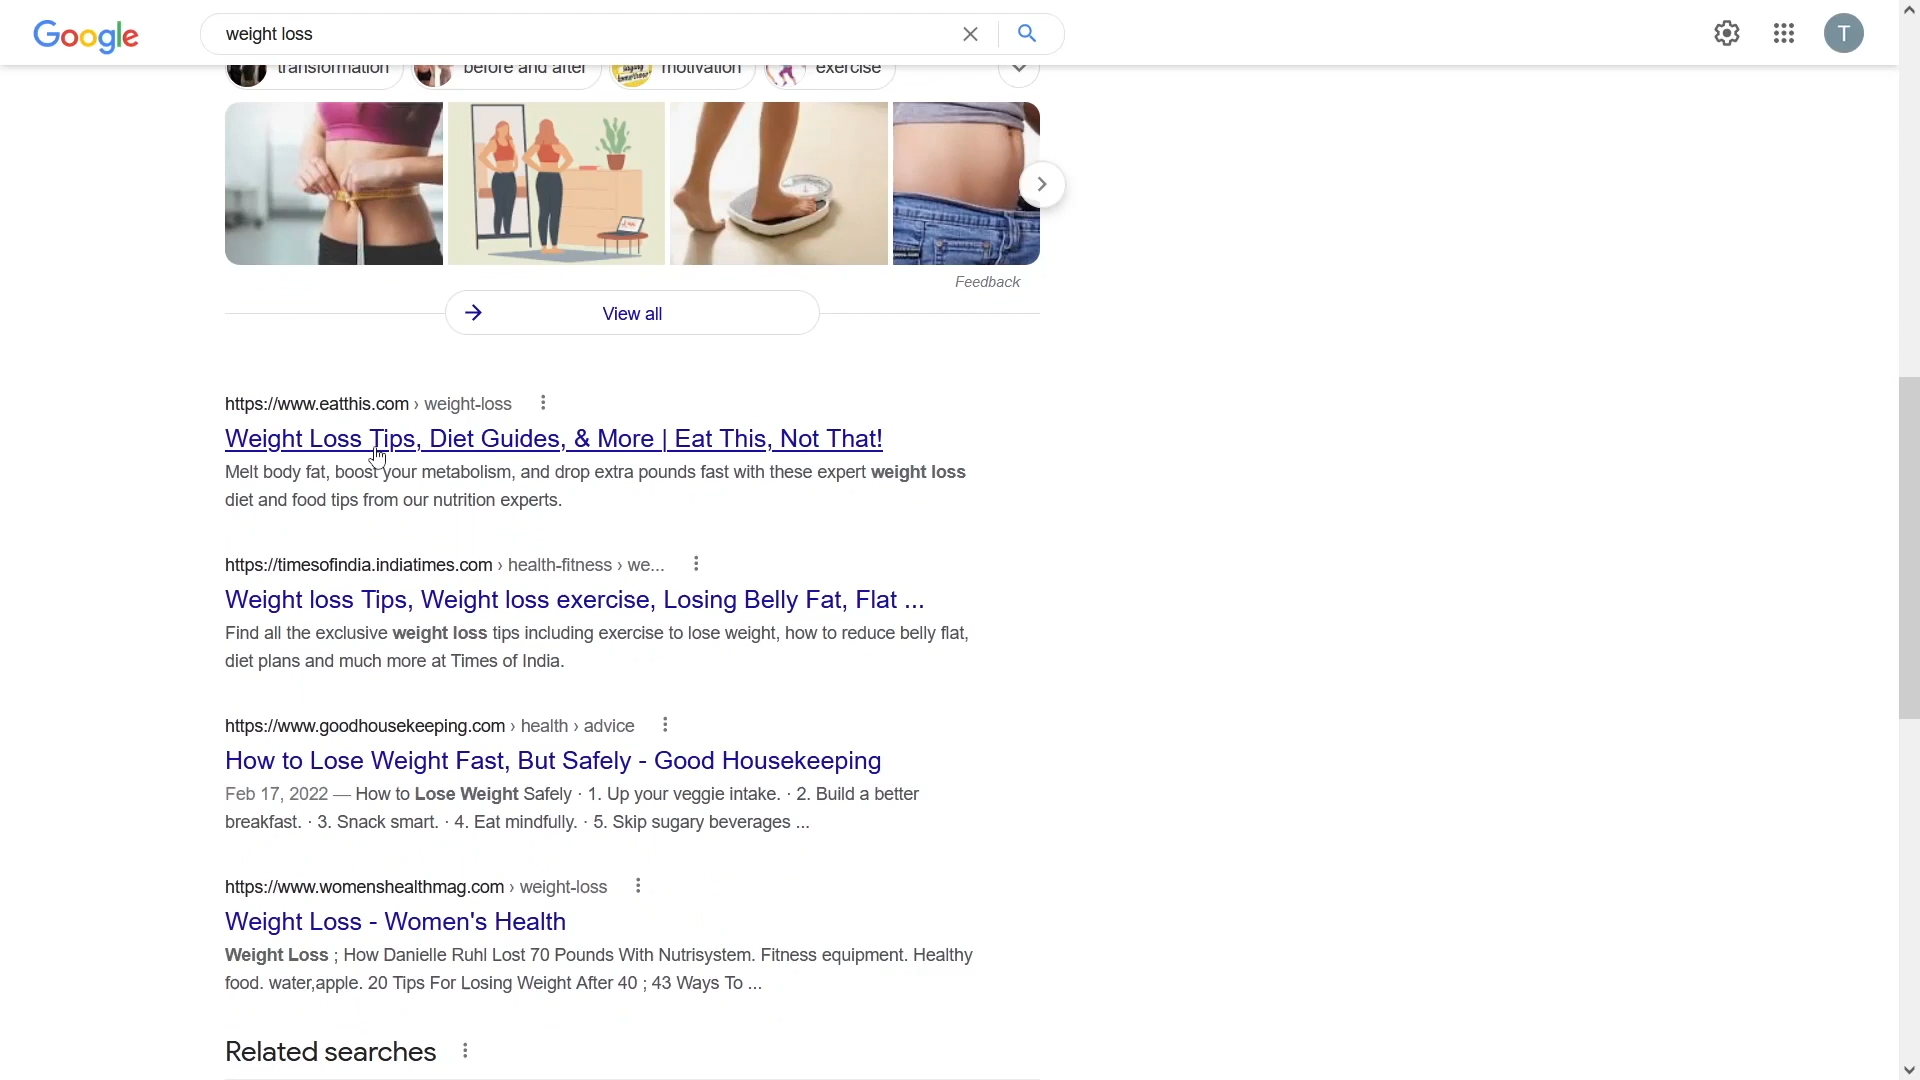 Google
weight loss
T
transformation
before and after
motivation
exercise
Feedback
View all
https://www.eatthis.com › weight-loss
Weight Loss Tips, Diet Guides, & More | Eat This, Not That!
Melt body fat, boost your metabolism, and drop extra pounds fast with these expert weight loss
diet and food tips from our nutrition experts.
https://timesofindia.indiatimes.com › health-fitness › we...
Weight loss Tips, Weight loss exercise, Losing Belly Fat, Flat ...
Find all the exclusive weight loss tips including exercise to lose weight, how to reduce belly flat,
diet plans and much more at Times of India.
https://www.goodhousekeeping.com › health › advice
How to Lose Weight Fast, But Safely - Good Housekeeping
Feb 17, 2022 — How to Lose Weight Safely · 1. Up your veggie intake. · 2. Build a better
breakfast. · 3. Snack smart. · 4. Eat mindfully. · 5. Skip sugary beverages ...
https://www.womenshealthmag.com › weight-loss
Weight Loss - Women's Health
Weight Loss ; How Danielle Ruhl Lost 70 Pounds With Nutrisystem. Fitness equipment. Healthy
food. water,apple. 20 Tips For Losing Weight After 40 ; 43 Ways To ...
Related searches